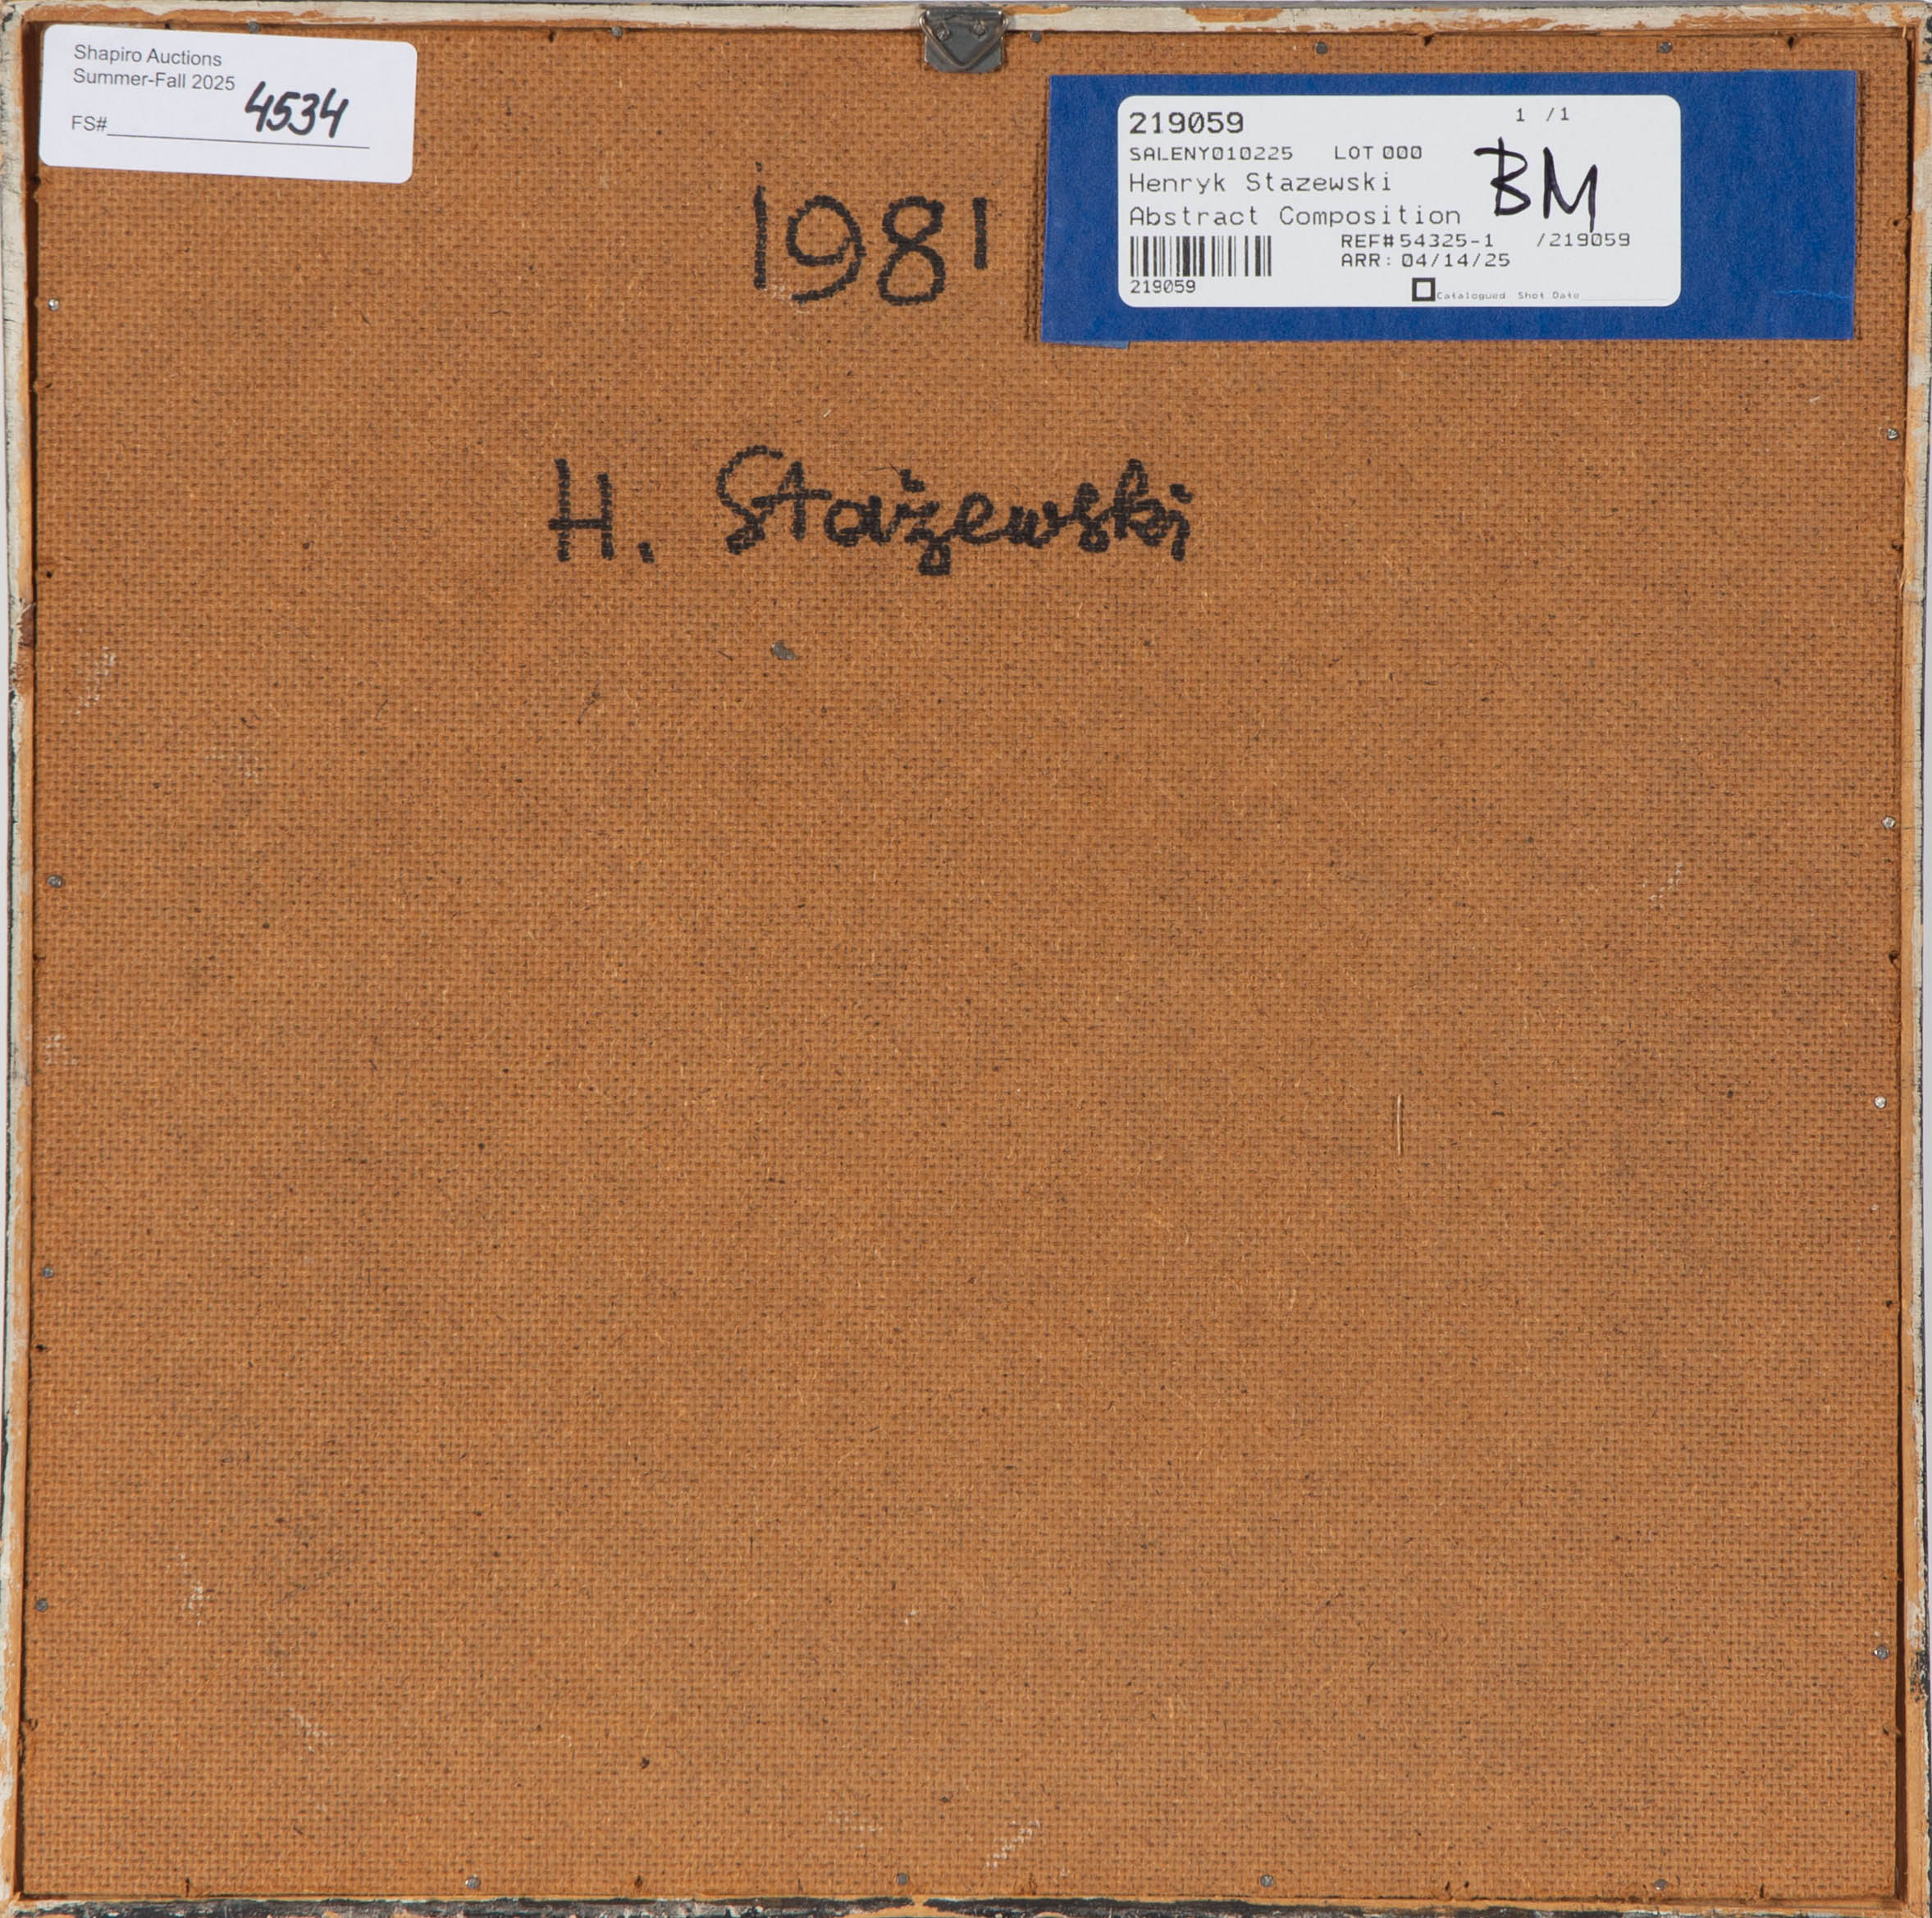 Shapiro Auctions
Summer-Fall 2025
FS# 4534
219059 1 /1
SALENY010225 LOT 000
Henryk Stazewski
Abstract Composition
BM
REF# 54325-1 /219059
ARR: 04/14/25
219059
Catalogued Shot Date
1981
H. Stażewski